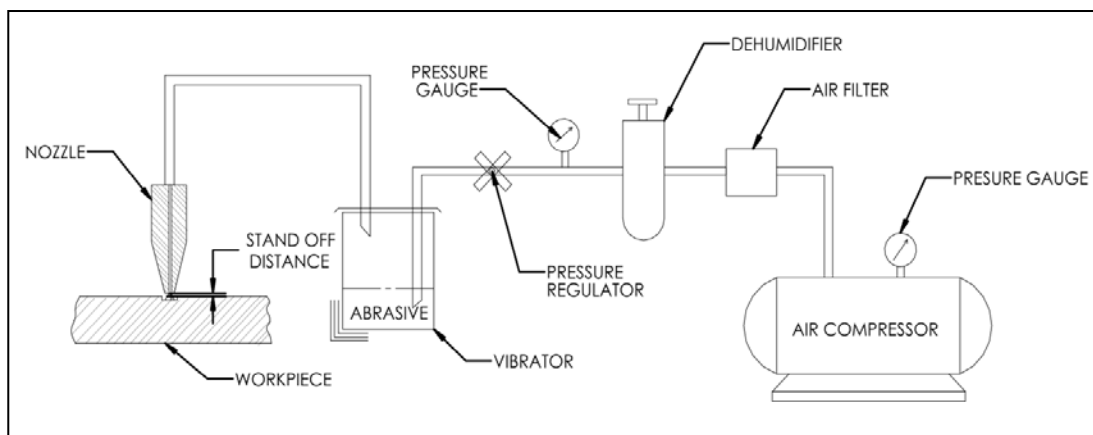 DEHUMIDIFIER
PRESSURE
GAUGE
AIR FILTER
NOZZLE
PRESURE GAUGE
STAND OFF
DISTANCE
PRESSURE
REGULATOR
ABRASIVE
AIR COMPRESSOR
VIBRATOR
WORKPIECE